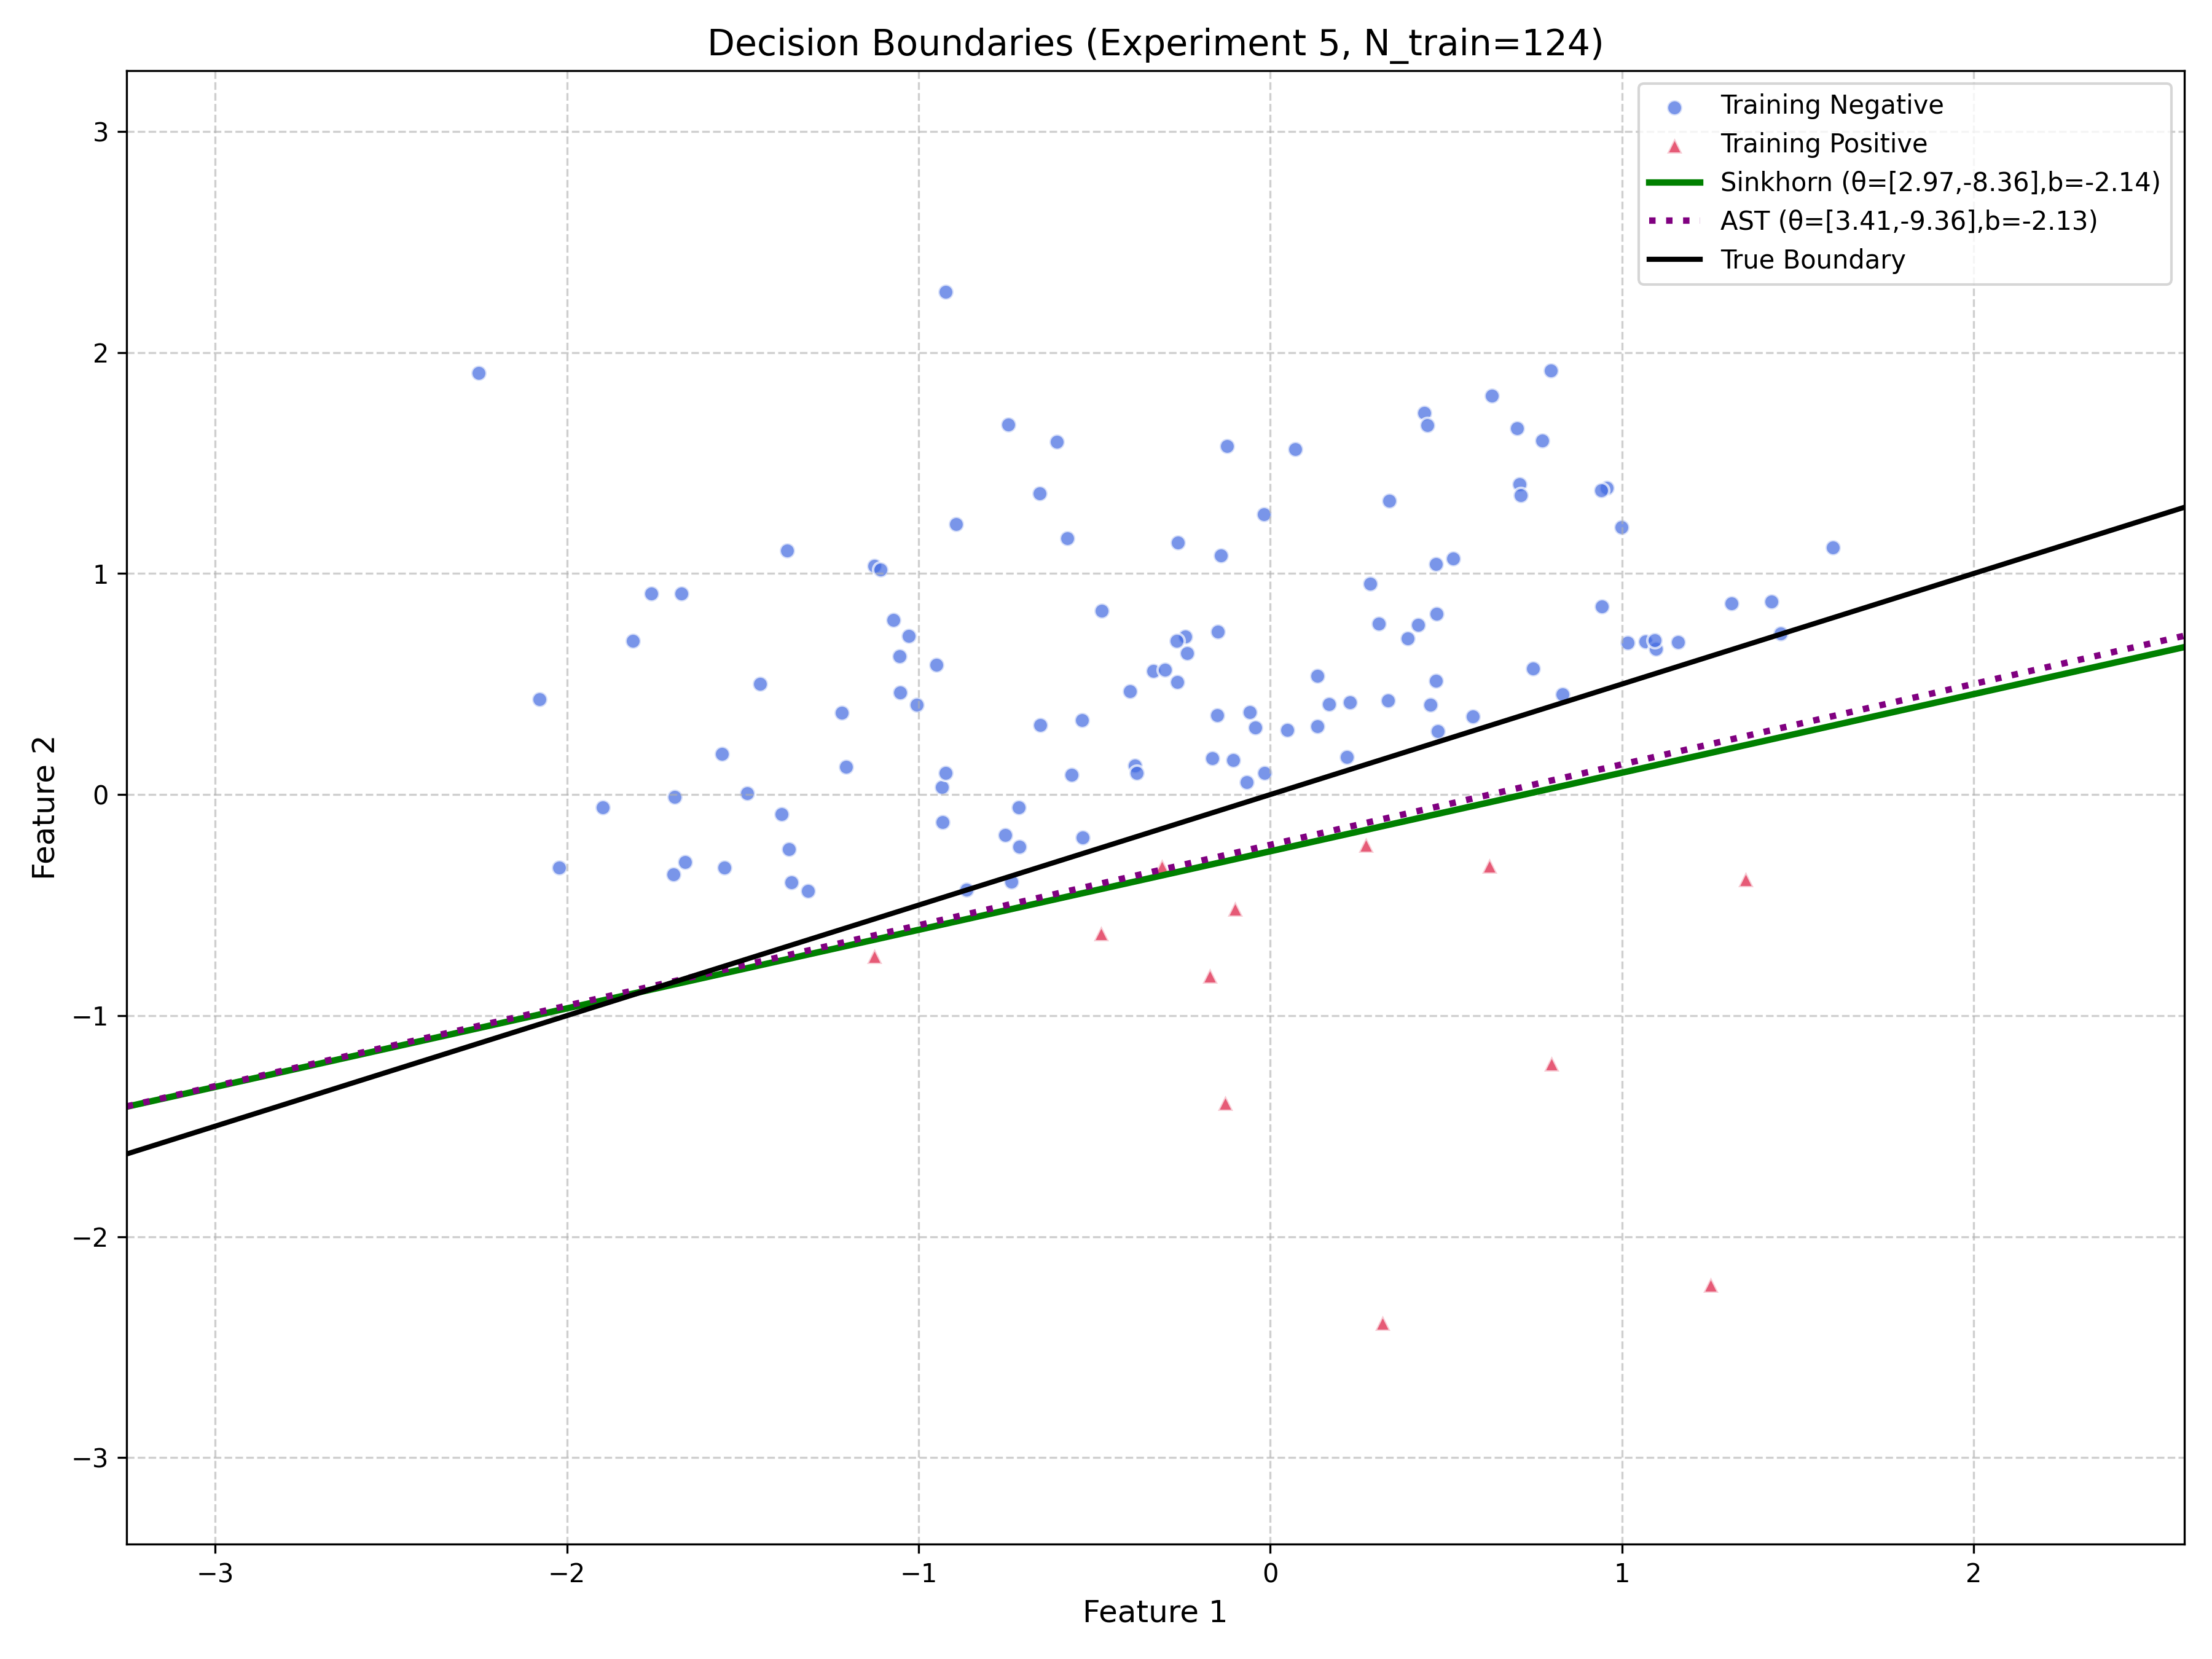 Decision Boundaries (Experiment 5, N_train=124)
Training Negative
Training Positive
Sinkhorn (θ=[2.97,-8.36],b=-2.14)
AST (θ=[3.41,-9.36],b=-2.13)
True Boundary
Feature 2
3
2
1
0
−1
−2
−3
−3
−2
−1
0
1
2
Feature 1